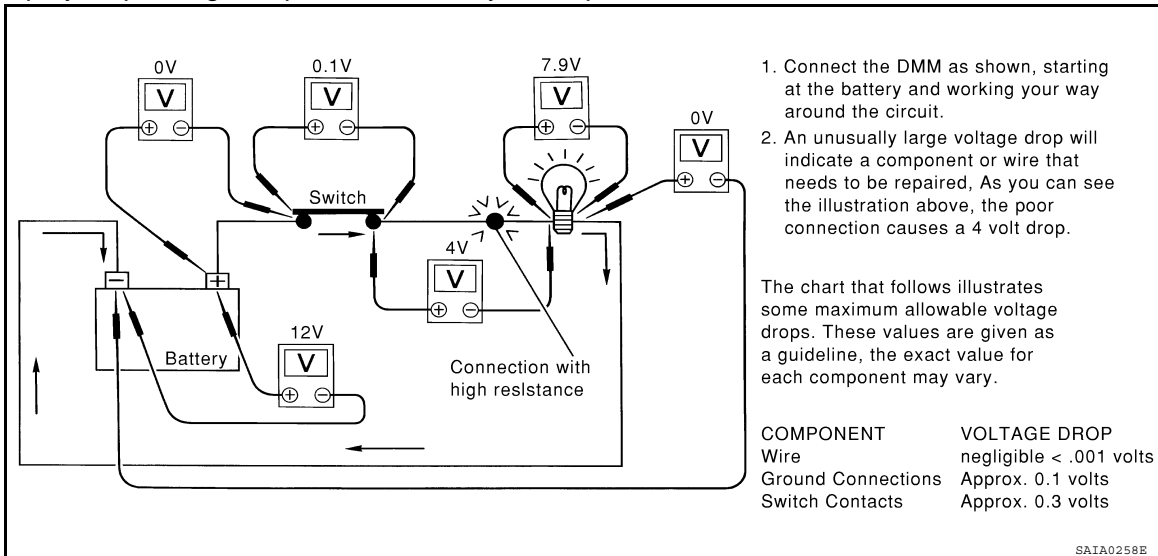 0V
0.1V
7.9V
0V
V
V
V
V
Switch
4V
V
12V
V
Battery
Connection with
high reslstance
1. Connect the DMM as shown, starting
at the battery and working your way
around the circuit.
2. An unusually large voltage drop will
indicate a component or wire that
needs to be repaired, As you can see
the illustration above, the poor
connection causes a 4 volt drop.
The chart that follows illustrates
some maximum allowable voltage
drops. These values are given as
a guideline, the exact value for
each component may vary.
COMPONENT VOLTAGE DROP
Wire negligible < .001 volts
Ground Connections Approx. 0.1 volts
Switch Contacts Approx. 0.3 volts
SAIA0258E